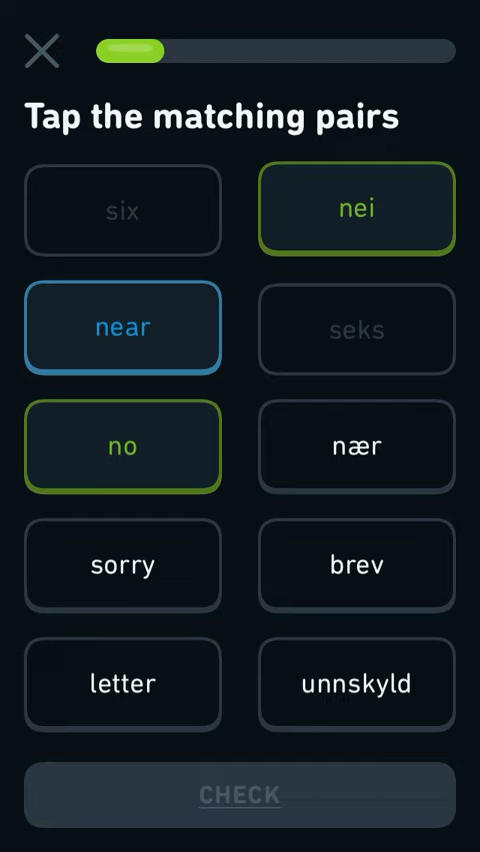 Tap the matching pairs
six
nei
near
seks
no
nær
sorry
brev
letter
unnskyld
CHECK